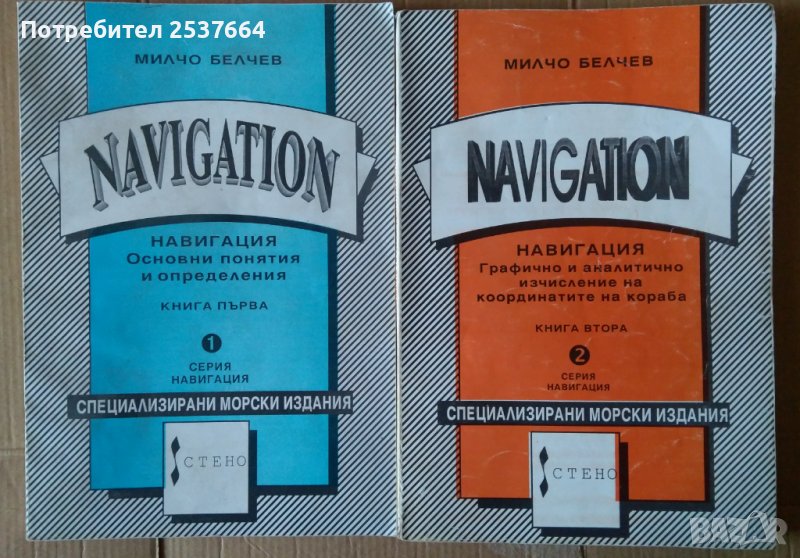 Потребител 2537664
МИЛЧО БЕЛЧЕВ
NAVIGATION
НАВИГАЦИЯ
Основни понятия
и определения
КНИГА ПЪРВА
1
СЕРИЯ
НАВИГАЦИЯ
СПЕЦИАЛИЗИРАНИ МОРСКИ ИЗДАНИЯ
СТЕНО
МИЛЧО БЕЛЧЕВ
NAVIGATION
НАВИГАЦИЯ
Графично и аналитично
изчисление на
координатите на кораба
КНИГА ВТОРА
2
СЕРИЯ
НАВИГАЦИЯ
СПЕЦИАЛИЗИРАНИ МОРСКИ ИЗДАНИЯ
СТЕНО
BAZAR